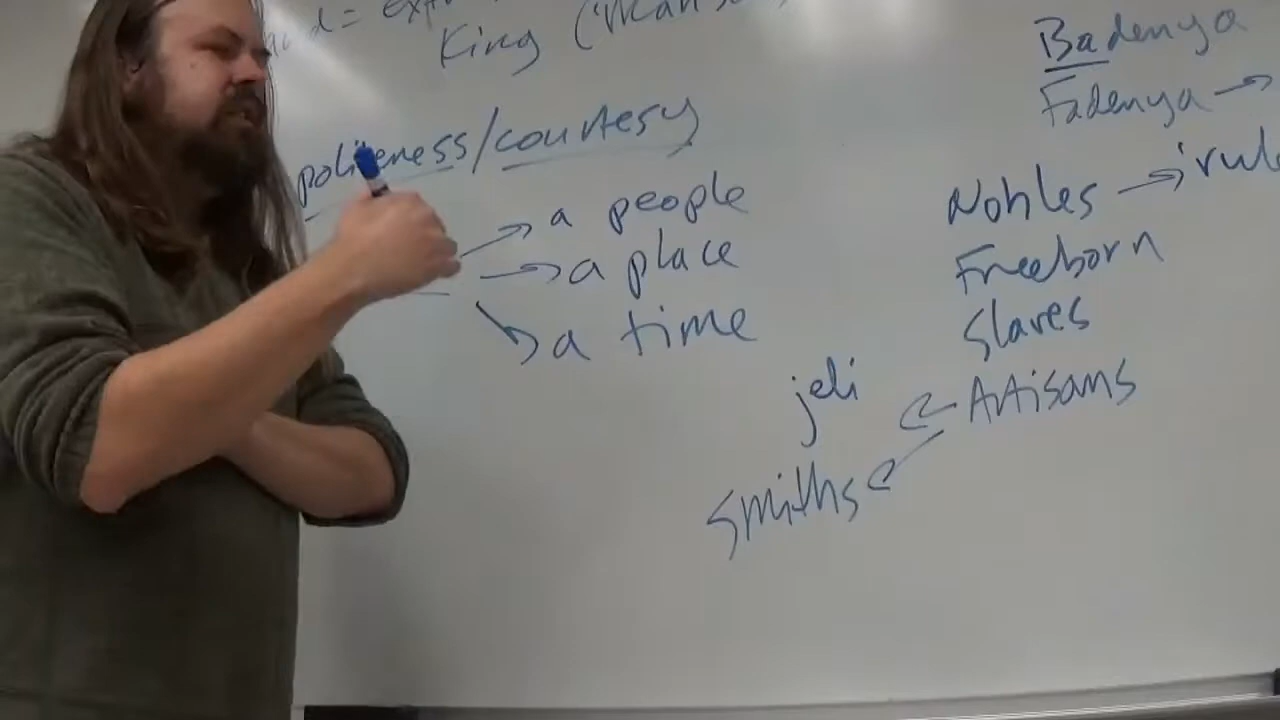 King
Badenya
Fadenya →
politeness/courtesy
→ a people
→ a place
→ a time
Nobles →
Freeborn
Slaves
Artisans
jeli
smiths